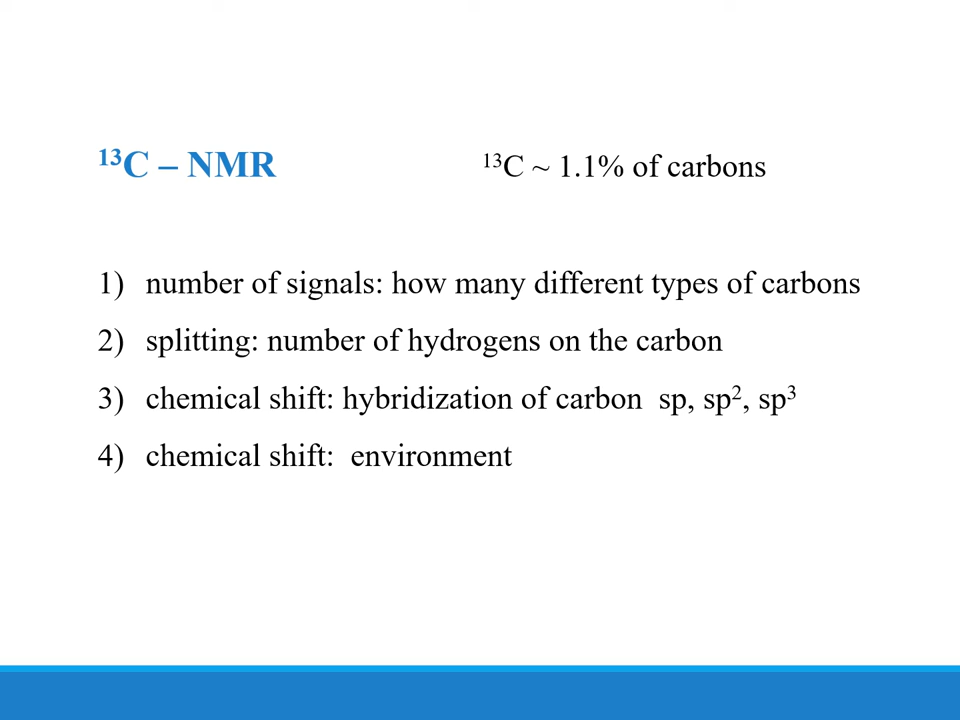 ¹³C – NMR
¹³C ~ 1.1% of carbons
1) number of signals: how many different types of carbons
2) splitting: number of hydrogens on the carbon
3) chemical shift: hybridization of carbon  sp, sp², sp³
4) chemical shift:  environment